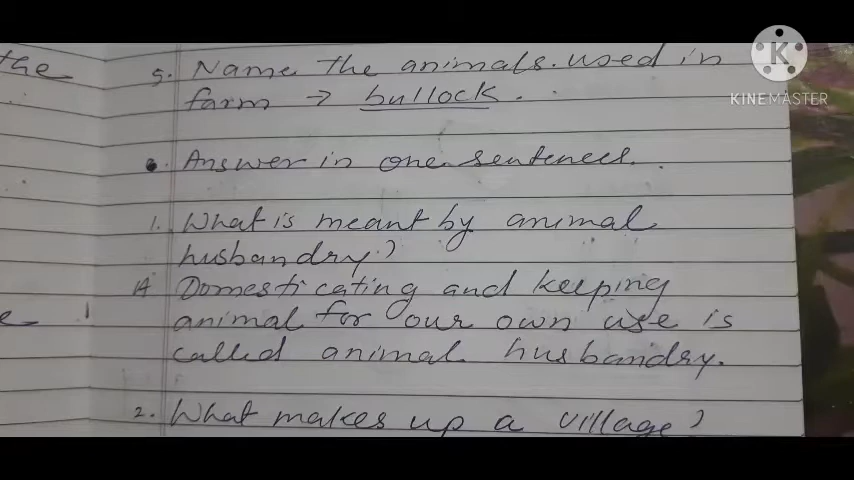 the
5. Name the animals. used in
farm → bullock.
KINEMASTER
Answer in one sentences.
1. What is meant by animal
husbandry?
A Domesticating and keeping
animal for our own use is
called animal husbandry.
2. What makes up a village?